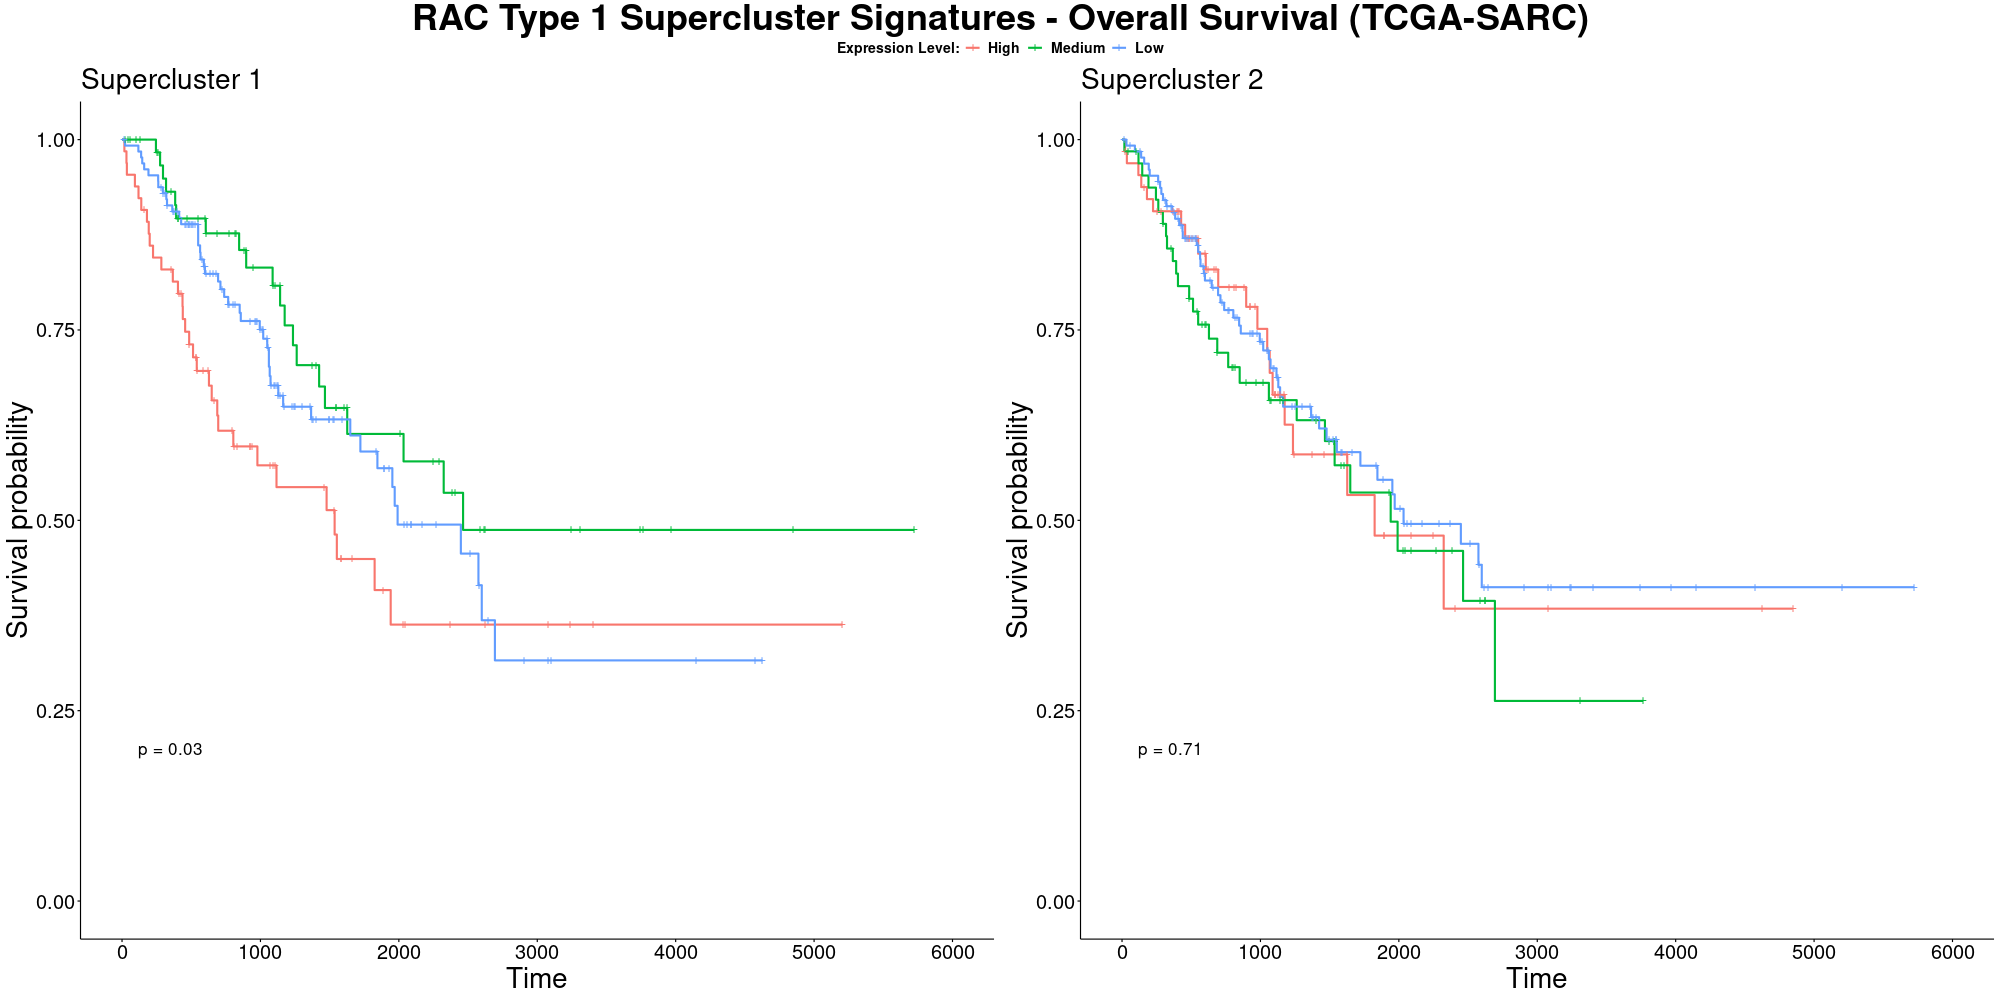 RAC Type 1 Supercluster Signatures - Overall Survival (TCGA-SARC)
Expression Level: High Medium Low
Supercluster 1
Survival probability
1.00
0.75
0.50
0.25
0.00
p = 0.03
0 1000 2000 3000 4000 5000 6000
Time
Supercluster 2
Survival probability
1.00
0.75
0.50
0.25
0.00
p = 0.71
0 1000 2000 3000 4000 5000 6000
Time